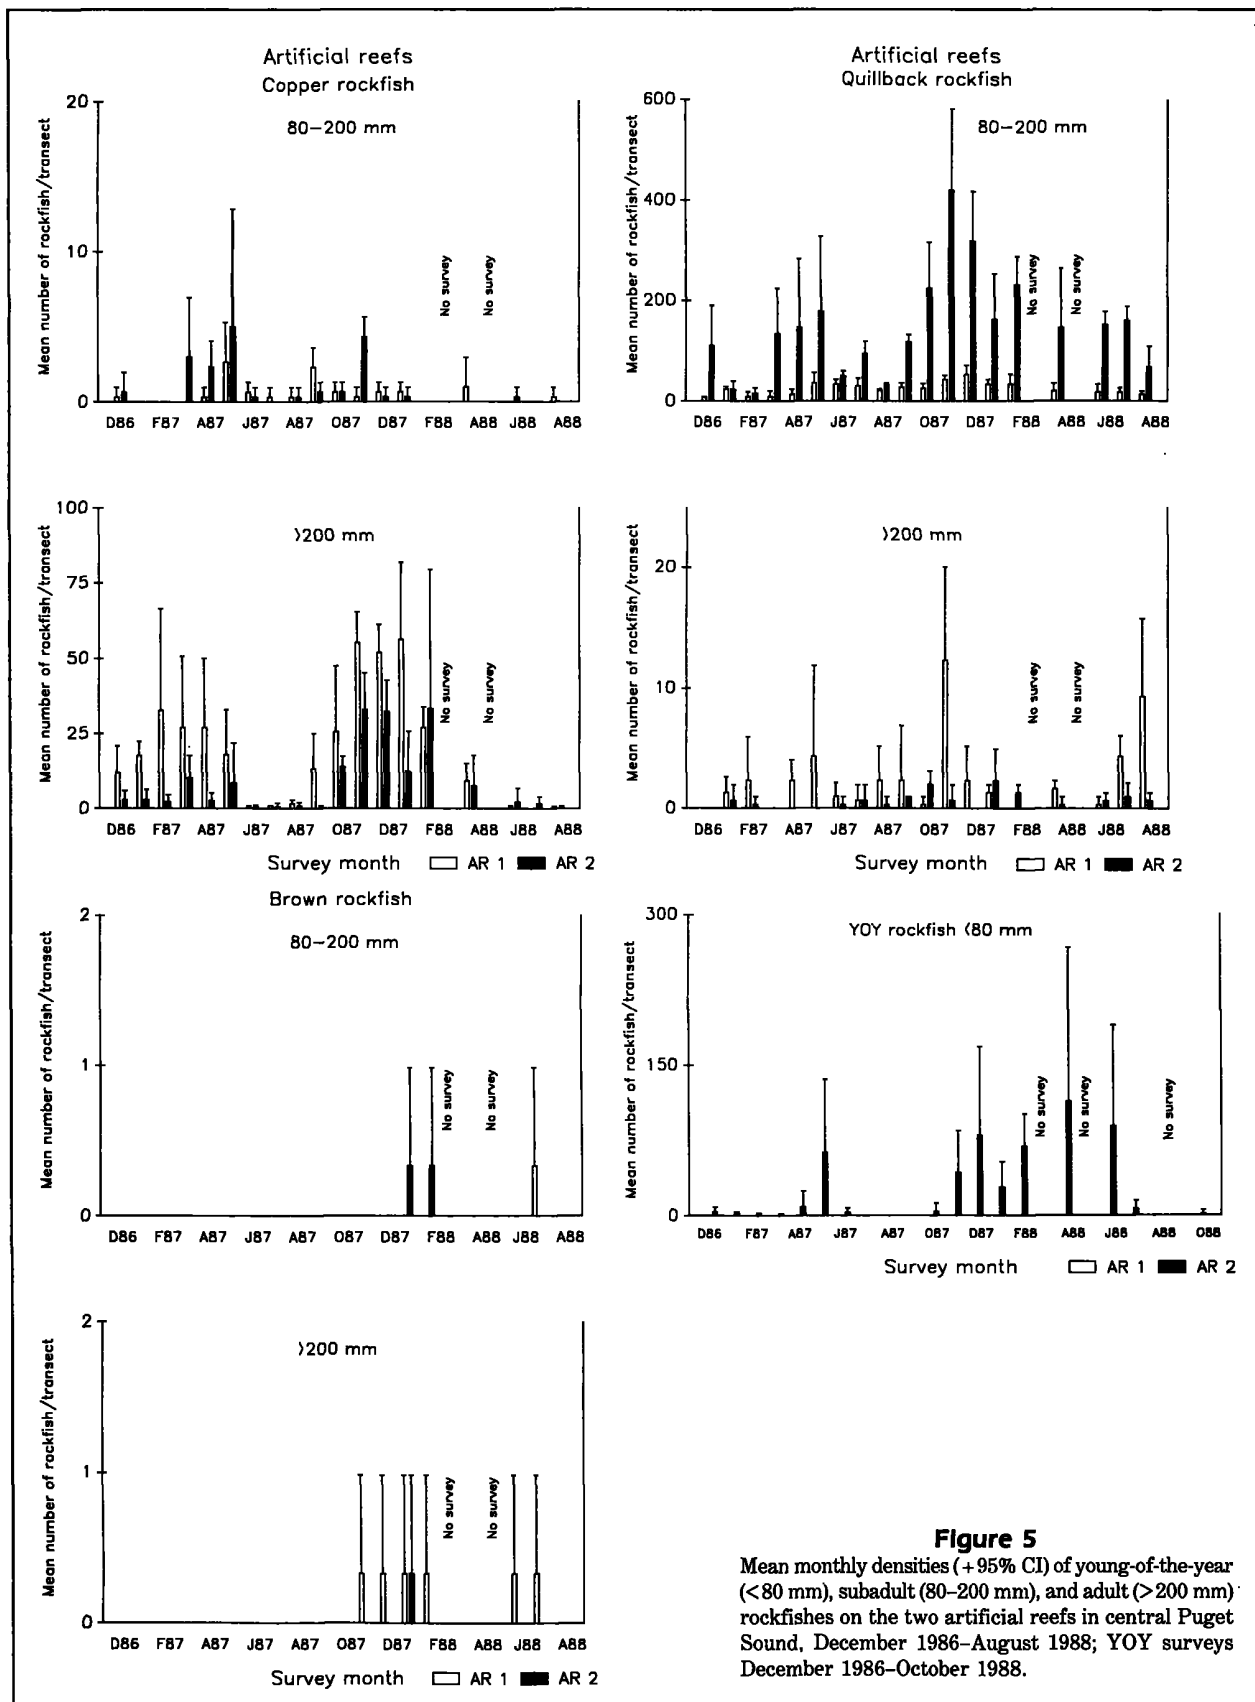 Artificial reefs
Copper rockfish
80–200 mm
Mean number of rockfish/transect
20
10
0
No survey
No survey
D86 F87 A87 J87 A87 O87 D87 F88 A88 J88 A88
Artificial reefs
Quillback rockfish
80–200 mm
Mean number of rockfish/transect
600
400
200
0
No survey
No survey
D86 F87 A87 J87 A87 O87 D87 F88 A88 J88 A88
>200 mm
Mean number of rockfish/transect
100
75
50
25
0
No survey
No survey
D86 F87 A87 J87 A87 O87 D87 F88 A88 J88 A88
Survey month AR 1 AR 2
>200 mm
Mean number of rockfish/transect
20
10
0
No survey
No survey
D86 F87 A87 J87 A87 O87 D87 F88 A88 J88 A88
Survey month AR 1 AR 2
Brown rockfish
80–200 mm
Mean number of rockfish/transect
2
1
0
No survey
No survey
D86 F87 A87 J87 A87 O87 D87 F88 A88 J88 A88
YOY rockfish <80 mm
Mean number of rockfish/transect
300
150
0
No survey
No survey
No survey
D86 F87 A87 J87 A87 O87 D87 F88 A88 J88 A88 O88
Survey month AR 1 AR 2
>200 mm
Mean number of rockfish/transect
2
1
0
No survey
No survey
D86 F87 A87 J87 A87 O87 D87 F88 A88 J88 A88
Survey month AR 1 AR 2
Figure 5
Mean monthly densities (+95% CI) of young-of-the-year
(<80 mm), subadult (80–200 mm), and adult (>200 mm)
rockfishes on the two artificial reefs in central Puget
Sound, December 1986–August 1988; YOY surveys
December 1986–October 1988.